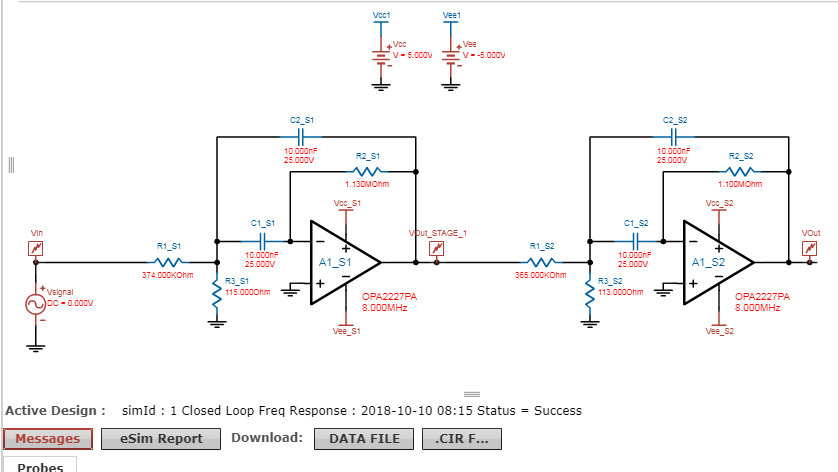 Vcc1
Vee1
+ Vcc
V = 5.000V
-
+ Vee
V = -5.000V
-
C2_S1
10.000nF
25.000V
R2_S1
1.130MOhm
Vcc_S1
C1_S1
10.000nF
25.000V
Vin
R1_S1
374.000KOhm
R3_S1
115.000Ohm
A1_S1
OPA2227PA
8.000MHz
Vee_S1
VOut_STAGE_1
+ Vsignal
DC = 0.000V
-
C2_S2
10.000nF
25.000V
R2_S2
1.100MOhm
Vcc_S2
C1_S2
10.000nF
25.000V
R1_S2
365.000KOhm
R3_S2
113.000Ohm
A1_S2
OPA2227PA
8.000MHz
Vee_S2
VOut
Active Design : simId : 1 Closed Loop Freq Response : 2018-10-10 08:15 Status = Success
Messages eSim Report Download: DATA FILE .CIR F...
Probes